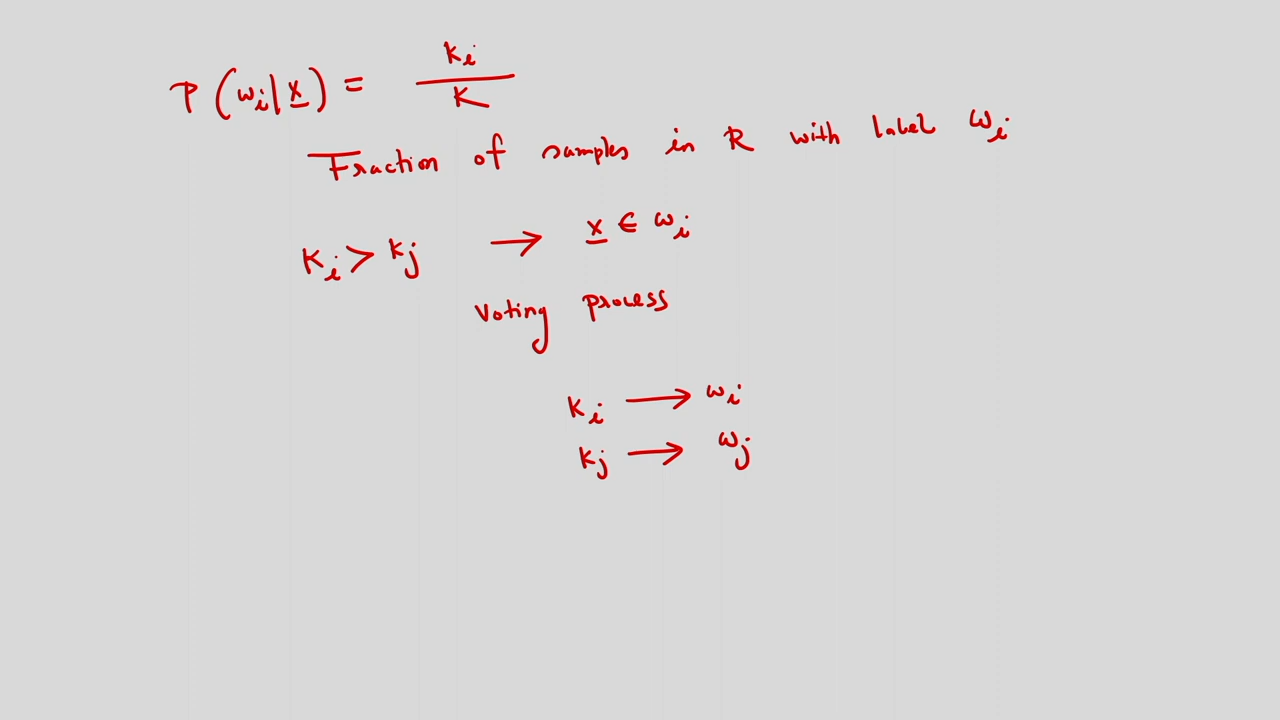 P (ωi|x) = ki / K
Fraction of samples in R with label ωi
Ki > kj → x ∈ ωi
Voting process
ki → ωi
kj → ωj